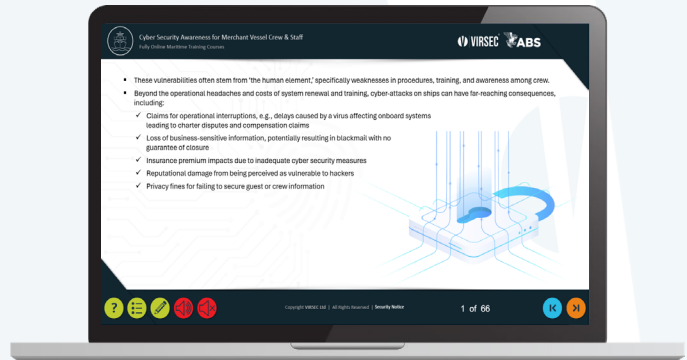 Cyber Security Awareness for Merchant Vessel Crew & Staff
Fully Online Maritime Training Courses
VIRSEC
ABS
These vulnerabilities often stem from 'the human element,' specifically weaknesses in procedures, training, and awareness among crew.
Beyond the operational headaches and costs of system renewal and training, cyber-attacks on ships can have far-reaching consequences,
including:
✓ Claims for operational interruptions, e.g., delays caused by a virus affecting onboard systems
leading to charter disputes and compensation claims
✓ Loss of business-sensitive information, potentially resulting in blackmail with no
guarantee of closure
✓ Insurance premium impacts due to inadequate cyber security measures
✓ Reputational damage from being perceived as vulnerable to hackers
✓ Privacy fines for failing to secure guest or crew information
?
Copyright VIRSEC Ltd | All Rights Reserved | Security Notice
1 of 66